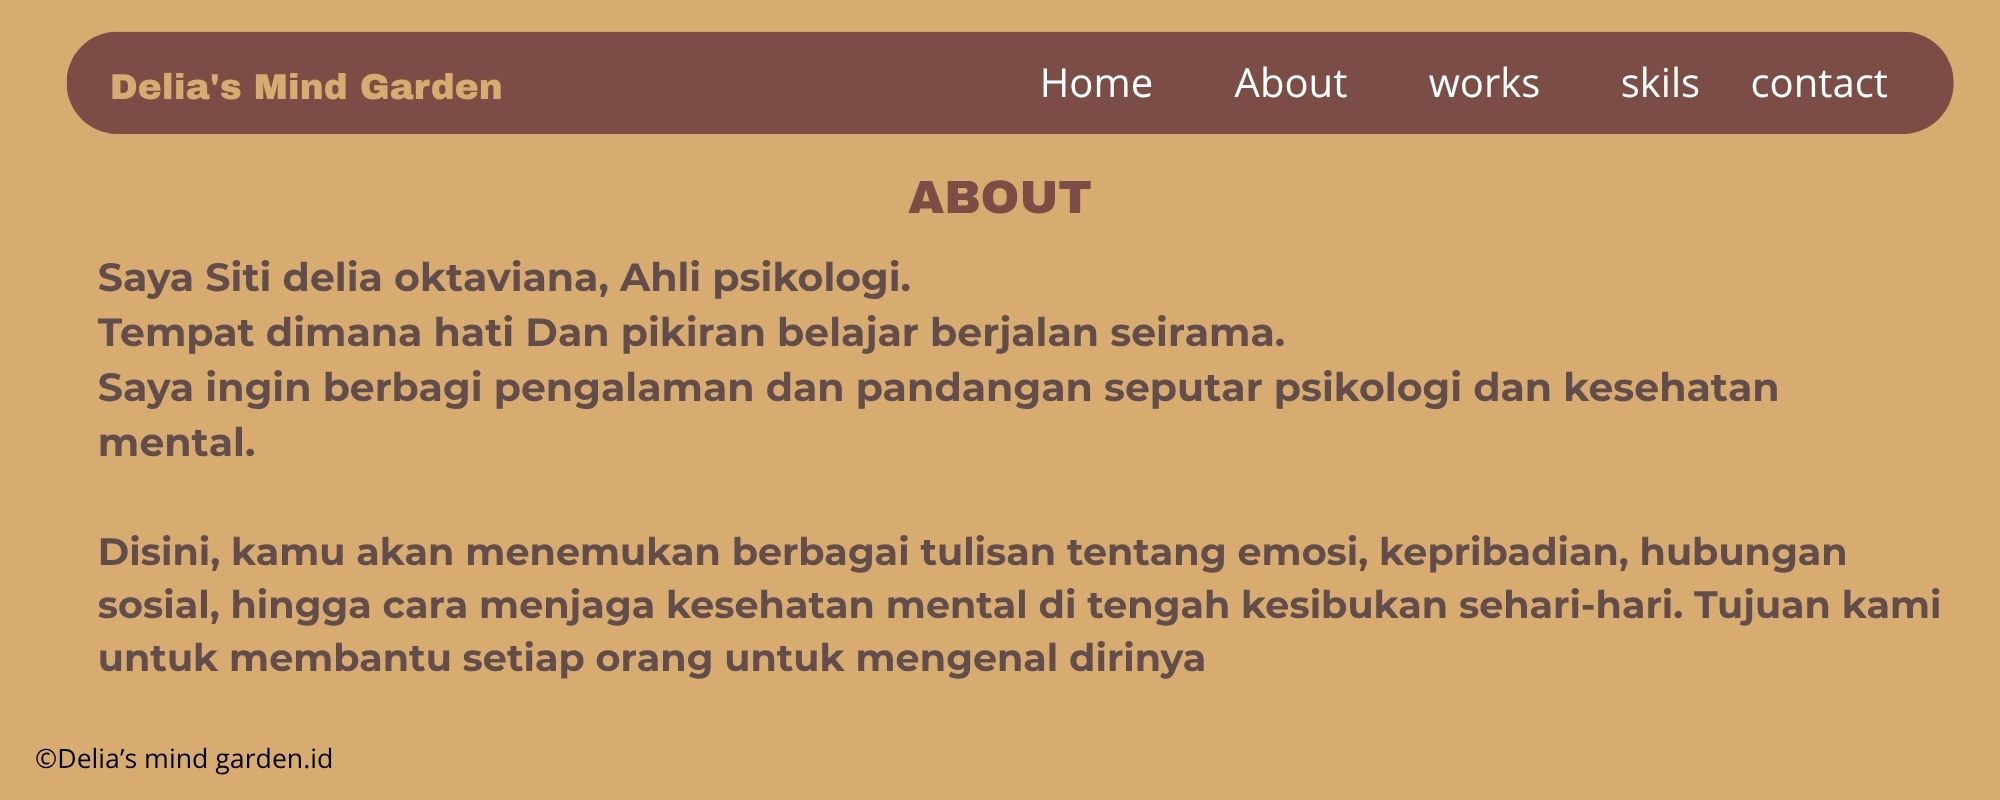 Delia's Mind Garden Home About works skils contact
ABOUT
Saya Siti delia oktaviana, Ahli psikologi.
Tempat dimana hati Dan pikiran belajar berjalan seirama.
Saya ingin berbagi pengalaman dan pandangan seputar psikologi dan kesehatan
mental.
Disini, kamu akan menemukan berbagai tulisan tentang emosi, kepribadian, hubungan
sosial, hingga cara menjaga kesehatan mental di tengah kesibukan sehari-hari. Tujuan kami
untuk membantu setiap orang untuk mengenal dirinya
©Delia’s mind garden.id